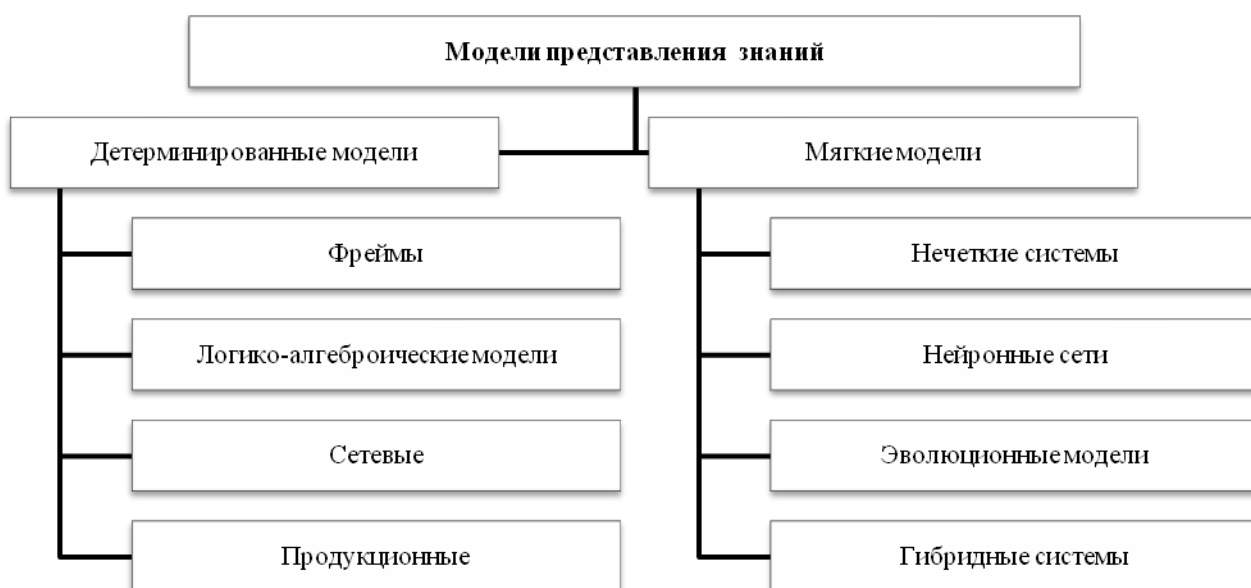 Модели представления знаний
Детерминированные модели
Мягкие модели
Фреймы
Логико-алгеброические модели
Сетевые
Продукционные
Нечеткие системы
Нейронные сети
Эволюционные модели
Гибридные системы